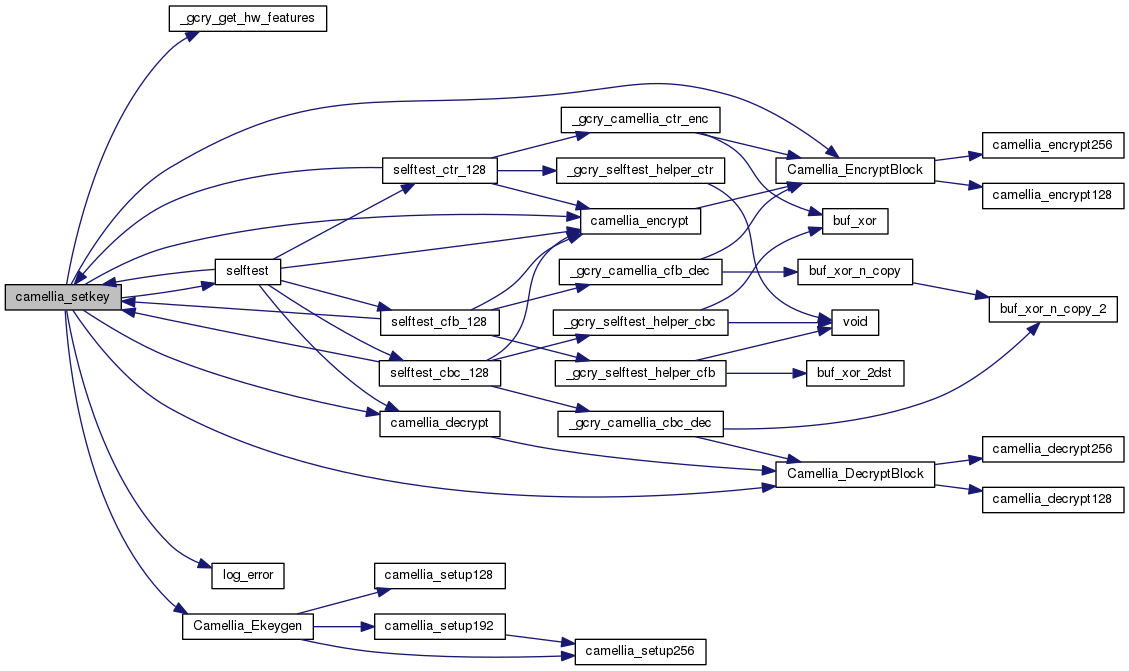 _gcry_get_hw_features
_gcry_camellia_ctr_enc
camellia_encrypt256
selftest_ctr_128
_gcry_selftest_helper_ctr
Camellia_EncryptBlock
camellia_encrypt128
camellia_encrypt
buf_xor
selftest
_gcry_camellia_cfb_dec
buf_xor_n_copy
camellia_setkey
buf_xor_n_copy_2
selftest_cfb_128
_gcry_selftest_helper_cbc
void
selftest_cbc_128
_gcry_selftest_helper_cfb
buf_xor_2dst
camellia_decrypt
_gcry_camellia_cbc_dec
camellia_decrypt256
Camellia_DecryptBlock
camellia_decrypt128
log_error
camellia_setup128
Camellia_Ekeygen
camellia_setup192
camellia_setup256